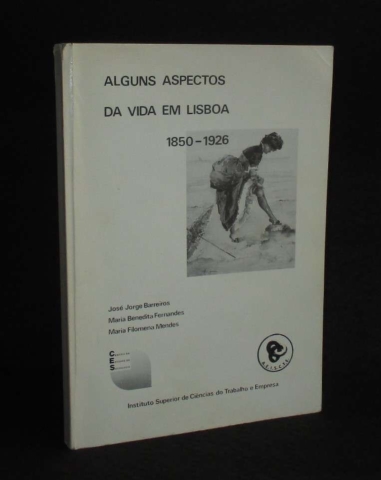 ALGUNS ASPECTOS
DA VIDA EM LISBOA
1850-1926
José Jorge Barreiros
Maria Benedita Fernandes
Maria Filomena Mendes
Instituto Superior de Ciências do Trabalho e Empresa